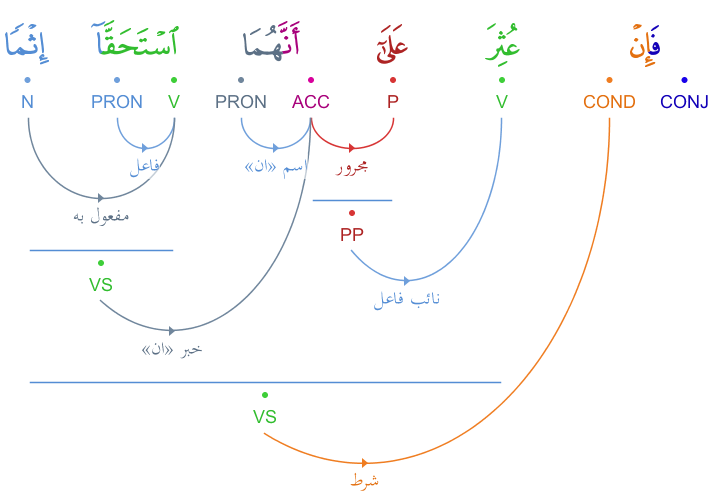 فَإِنْ عُثِرَ عَلَىٰٓ أَنَّهُمَا ٱسْتَحَقَّآ إِثْمًا
CONJ COND V P ACC PRON V PRON N
مجرور اسم «ان» فاعل
مفعول به
PP
VS
نائب فاعل
خبر «ان»
VS
شرط